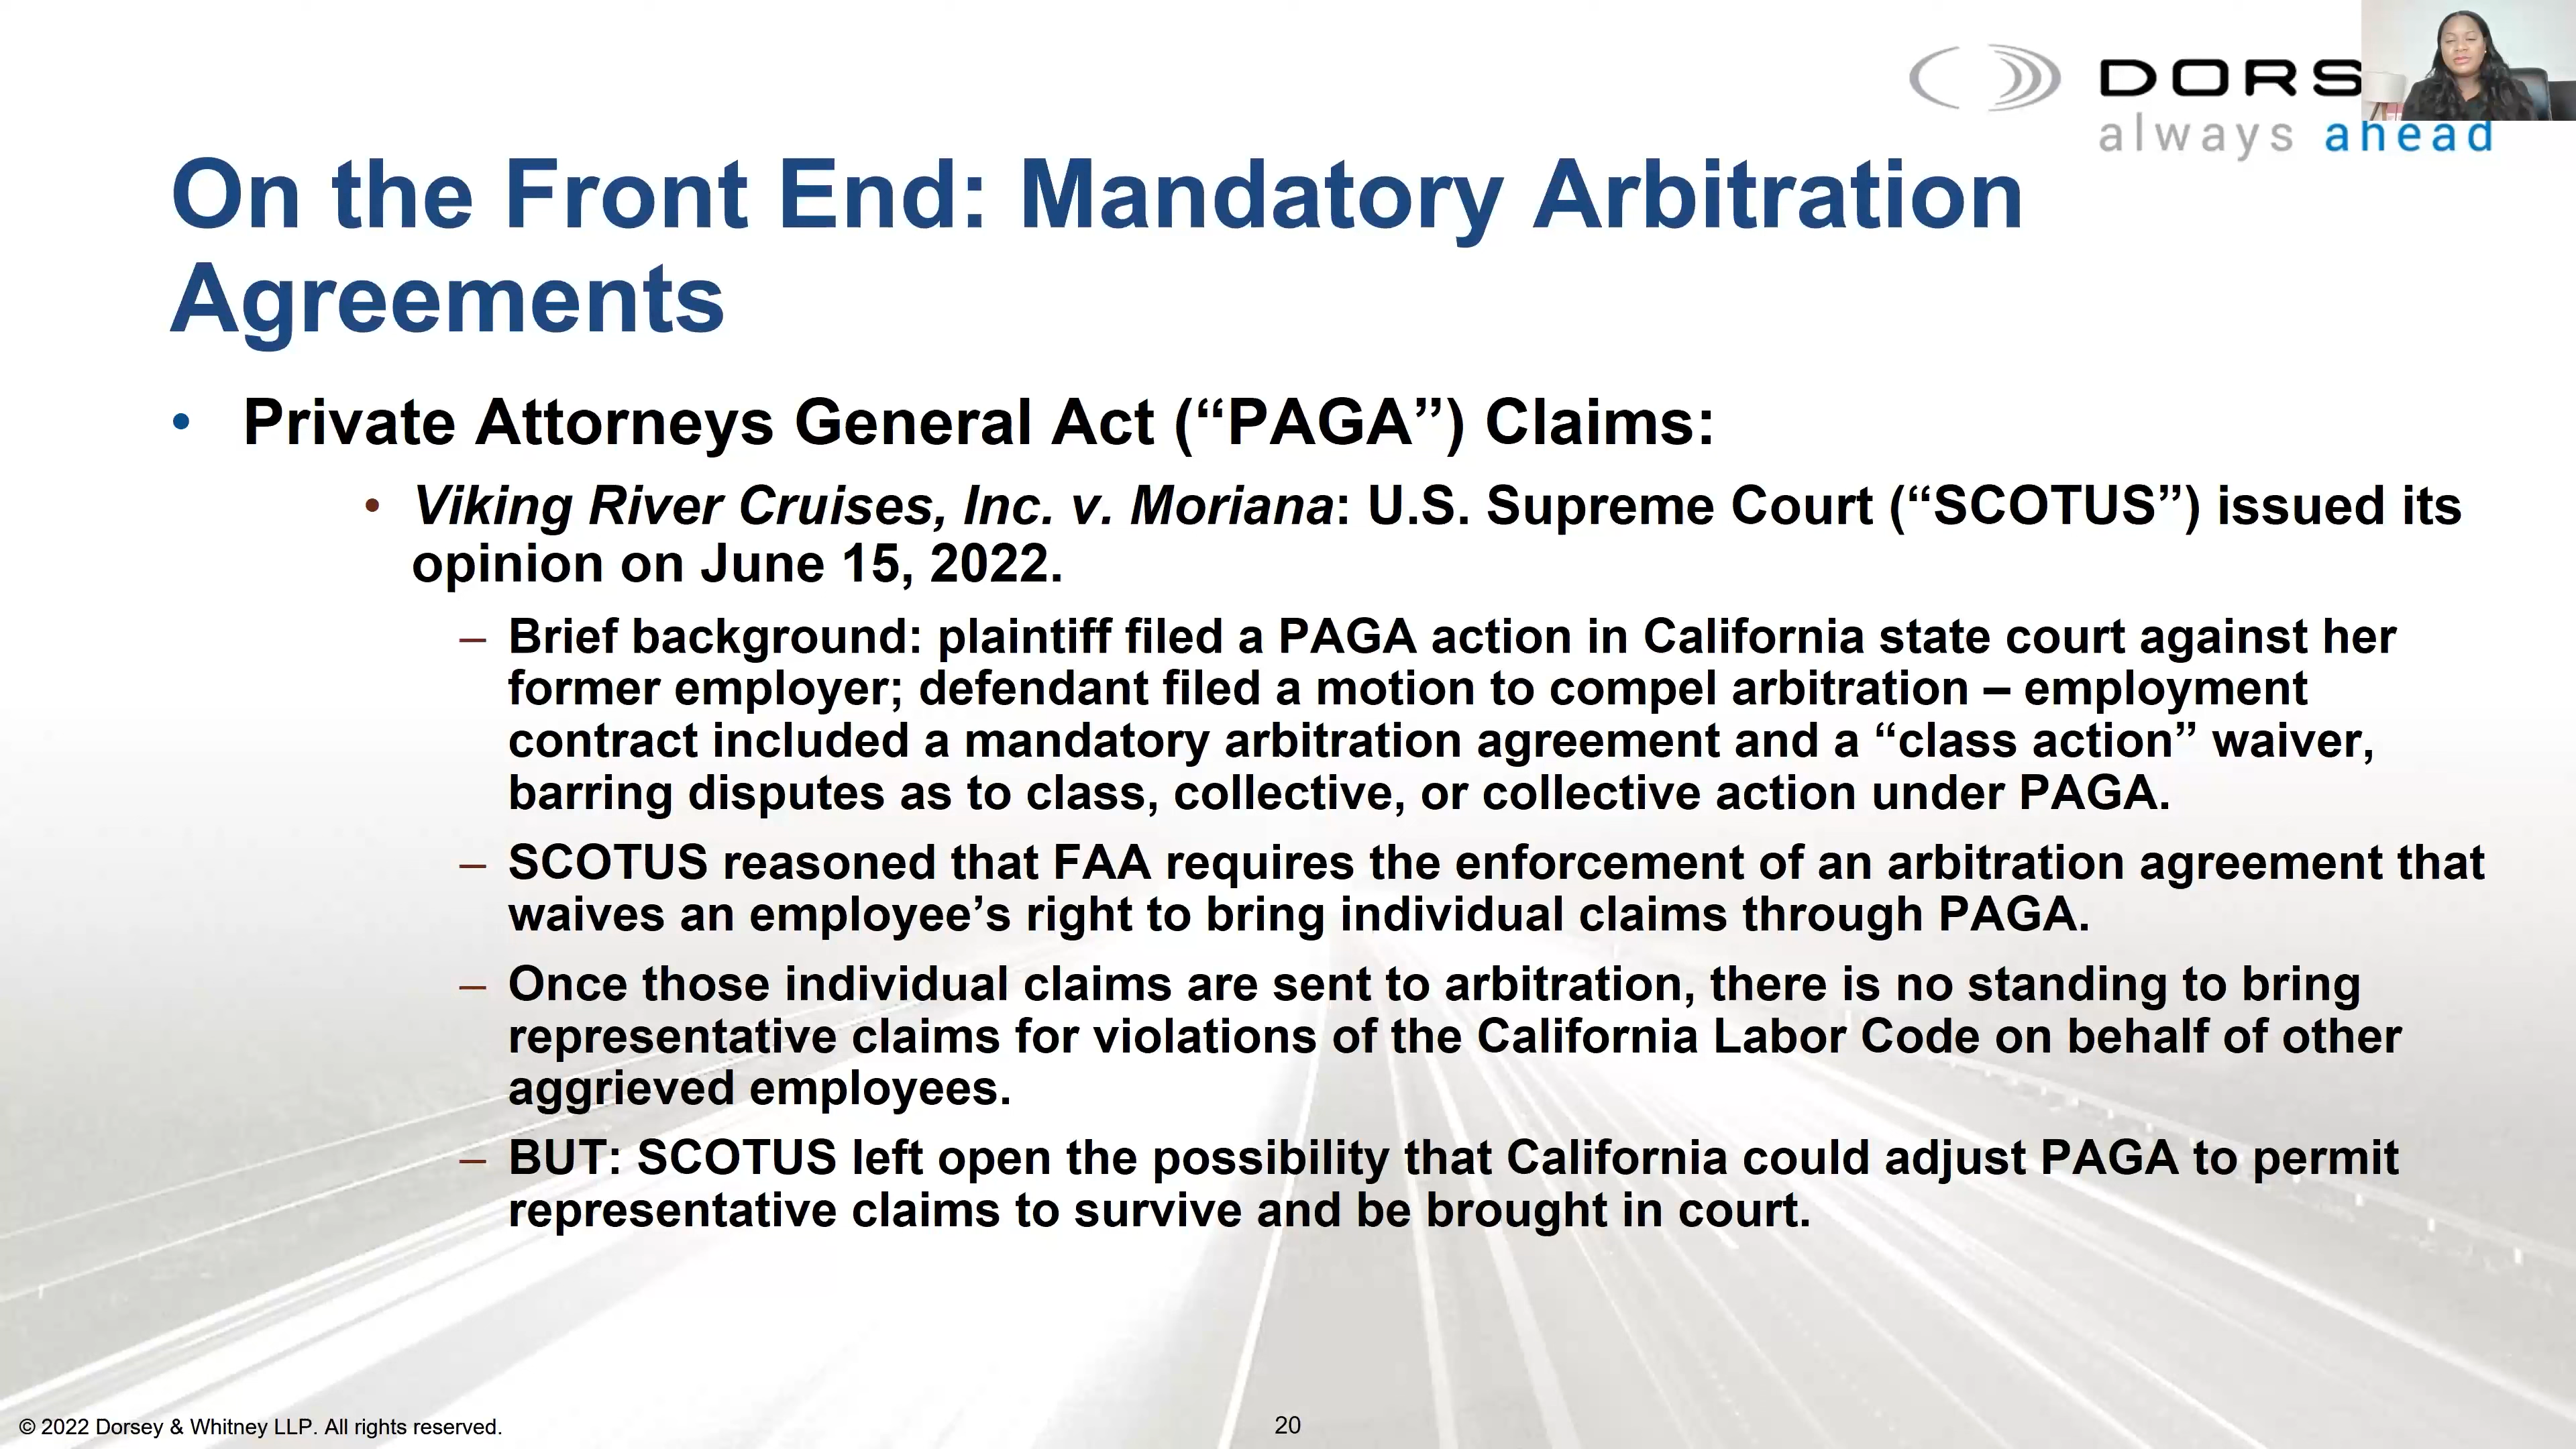 DORS
always ahead
On the Front End: Mandatory Arbitration
Agreements
• Private Attorneys General Act (“PAGA”) Claims:
• Viking River Cruises, Inc. v. Moriana: U.S. Supreme Court (“SCOTUS”) issued its
opinion on June 15, 2022.
– Brief background: plaintiff filed a PAGA action in California state court against her
former employer; defendant filed a motion to compel arbitration – employment
contract included a mandatory arbitration agreement and a “class action” waiver,
barring disputes as to class, collective, or collective action under PAGA.
– SCOTUS reasoned that FAA requires the enforcement of an arbitration agreement that
waives an employee’s right to bring individual claims through PAGA.
– Once those individual claims are sent to arbitration, there is no standing to bring
representative claims for violations of the California Labor Code on behalf of other
aggrieved employees.
– BUT: SCOTUS left open the possibility that California could adjust PAGA to permit
representative claims to survive and be brought in court.
© 2022 Dorsey & Whitney LLP. All rights reserved.
20